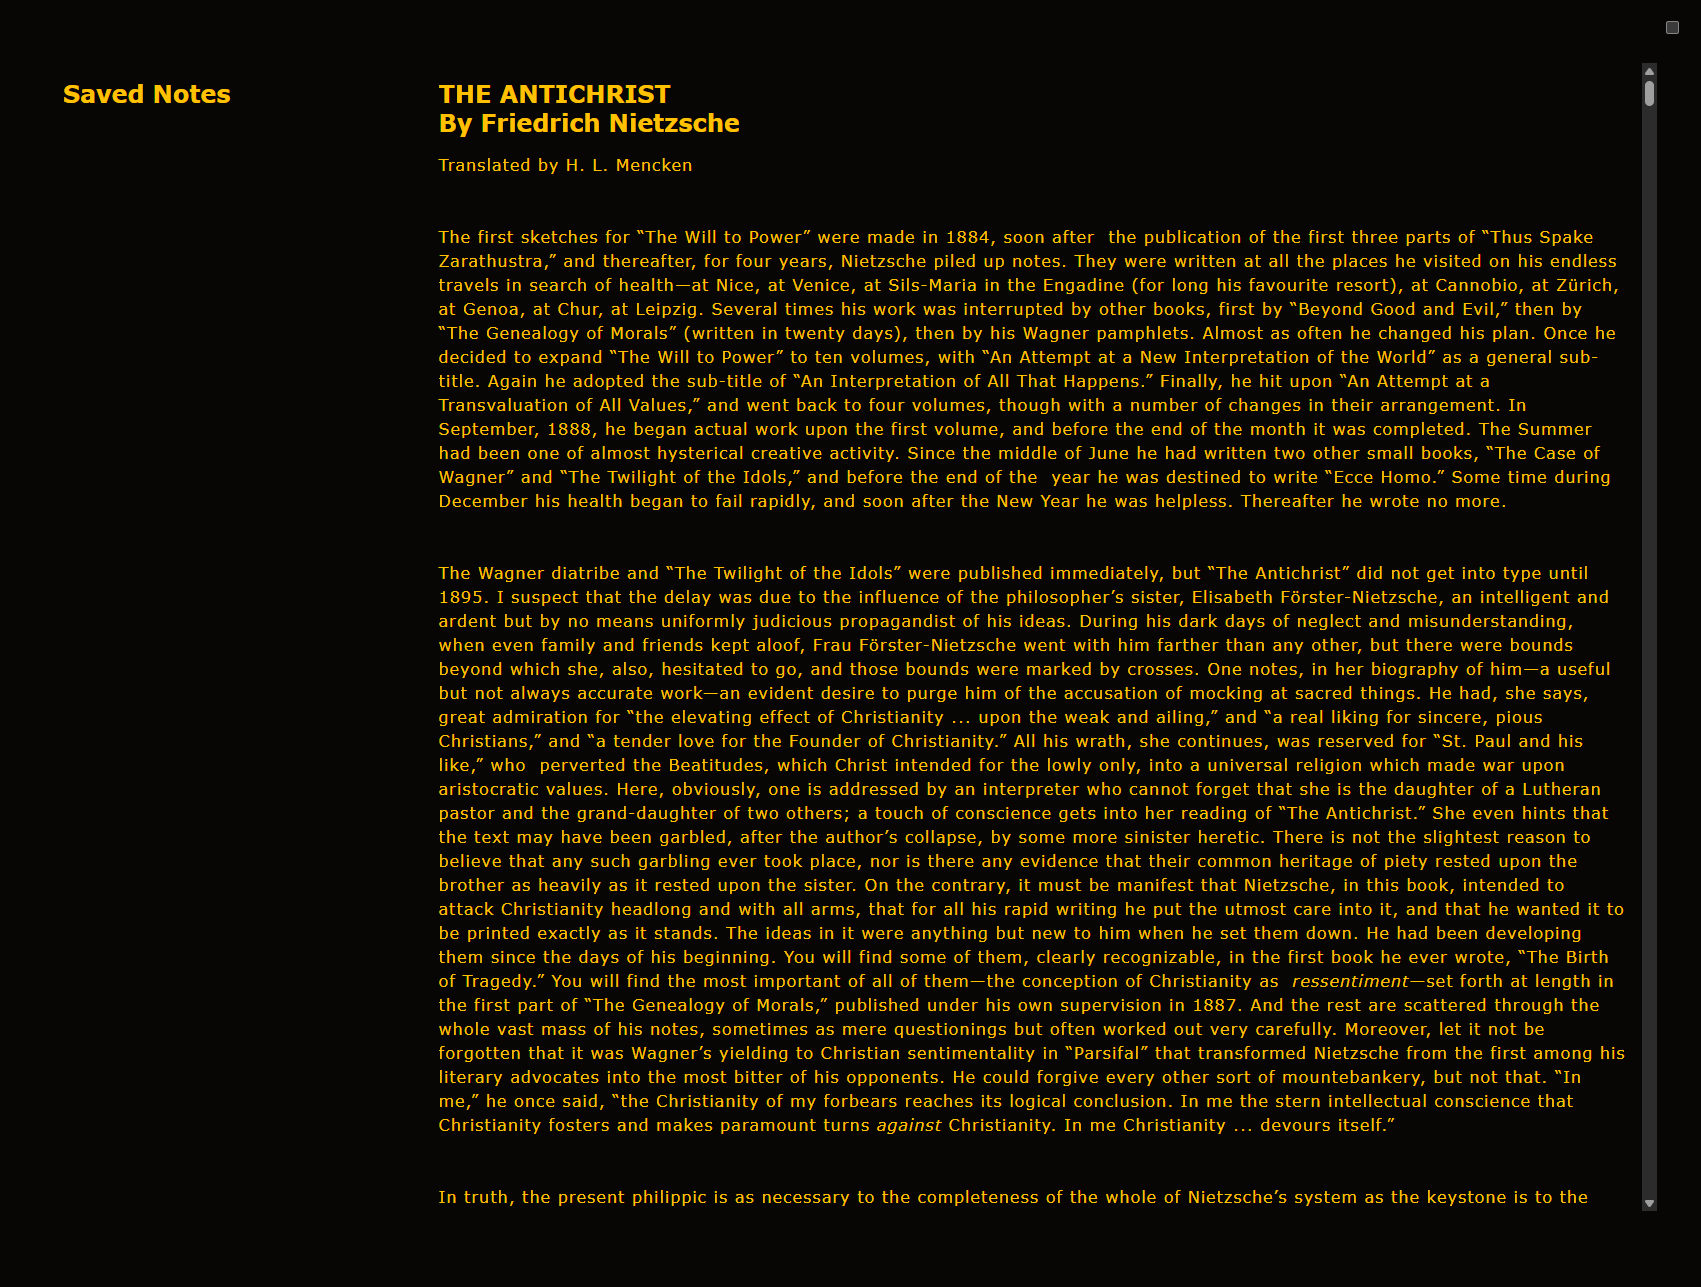 Saved Notes
THE ANTICHRIST
By Friedrich Nietzsche
Translated by H. L. Mencken
The first sketches for “The Will to Power” were made in 1884, soon after  the publication of the first three parts of “Thus Spake
Zarathustra,” and thereafter, for four years, Nietzsche piled up notes. They were written at all the places he visited on his endless
travels in search of health—at Nice, at Venice, at Sils-Maria in the Engadine (for long his favourite resort), at Cannobio, at Zürich,
at Genoa, at Chur, at Leipzig. Several times his work was interrupted by other books, first by “Beyond Good and Evil,” then by
“The Genealogy of Morals” (written in twenty days), then by his Wagner pamphlets. Almost as often he changed his plan. Once he
decided to expand “The Will to Power” to ten volumes, with “An Attempt at a New Interpretation of the World” as a general sub-
title. Again he adopted the sub-title of “An Interpretation of All That Happens.” Finally, he hit upon “An Attempt at a
Transvaluation of All Values,” and went back to four volumes, though with a number of changes in their arrangement. In
September, 1888, he began actual work upon the first volume, and before the end of the month it was completed. The Summer
had been one of almost hysterical creative activity. Since the middle of June he had written two other small books, “The Case of
Wagner” and “The Twilight of the Idols,” and before the end of the  year he was destined to write “Ecce Homo.” Some time during
December his health began to fail rapidly, and soon after the New Year he was helpless. Thereafter he wrote no more.
The Wagner diatribe and “The Twilight of the Idols” were published immediately, but “The Antichrist” did not get into type until
1895. I suspect that the delay was due to the influence of the philosopher’s sister, Elisabeth Förster-Nietzsche, an intelligent and
ardent but by no means uniformly judicious propagandist of his ideas. During his dark days of neglect and misunderstanding,
when even family and friends kept aloof, Frau Förster-Nietzsche went with him farther than any other, but there were bounds
beyond which she, also, hesitated to go, and those bounds were marked by crosses. One notes, in her biography of him—a useful
but not always accurate work—an evident desire to purge him of the accusation of mocking at sacred things. He had, she says,
great admiration for “the elevating effect of Christianity ... upon the weak and ailing,” and “a real liking for sincere, pious
Christians,” and “a tender love for the Founder of Christianity.” All his wrath, she continues, was reserved for “St. Paul and his
like,” who  perverted the Beatitudes, which Christ intended for the lowly only, into a universal religion which made war upon
aristocratic values. Here, obviously, one is addressed by an interpreter who cannot forget that she is the daughter of a Lutheran
pastor and the grand-daughter of two others; a touch of conscience gets into her reading of “The Antichrist.” She even hints that
the text may have been garbled, after the author’s collapse, by some more sinister heretic. There is not the slightest reason to
believe that any such garbling ever took place, nor is there any evidence that their common heritage of piety rested upon the
brother as heavily as it rested upon the sister. On the contrary, it must be manifest that Nietzsche, in this book, intended to
attack Christianity headlong and with all arms, that for all his rapid writing he put the utmost care into it, and that he wanted it to
be printed exactly as it stands. The ideas in it were anything but new to him when he set them down. He had been developing
them since the days of his beginning. You will find some of them, clearly recognizable, in the first book he ever wrote, “The Birth
of Tragedy.” You will find the most important of all of them—the conception of Christianity as  ressentiment—set forth at length in
the first part of “The Genealogy of Morals,” published under his own supervision in 1887. And the rest are scattered through the
whole vast mass of his notes, sometimes as mere questionings but often worked out very carefully. Moreover, let it not be
forgotten that it was Wagner’s yielding to Christian sentimentality in “Parsifal” that transformed Nietzsche from the first among his
literary advocates into the most bitter of his opponents. He could forgive every other sort of mountebankery, but not that. “In
me,” he once said, “the Christianity of my forbears reaches its logical conclusion. In me the stern intellectual conscience that
Christianity fosters and makes paramount turns against Christianity. In me Christianity ... devours itself.”
In truth, the present philippic is as necessary to the completeness of the whole of Nietzsche’s system as the keystone is to the